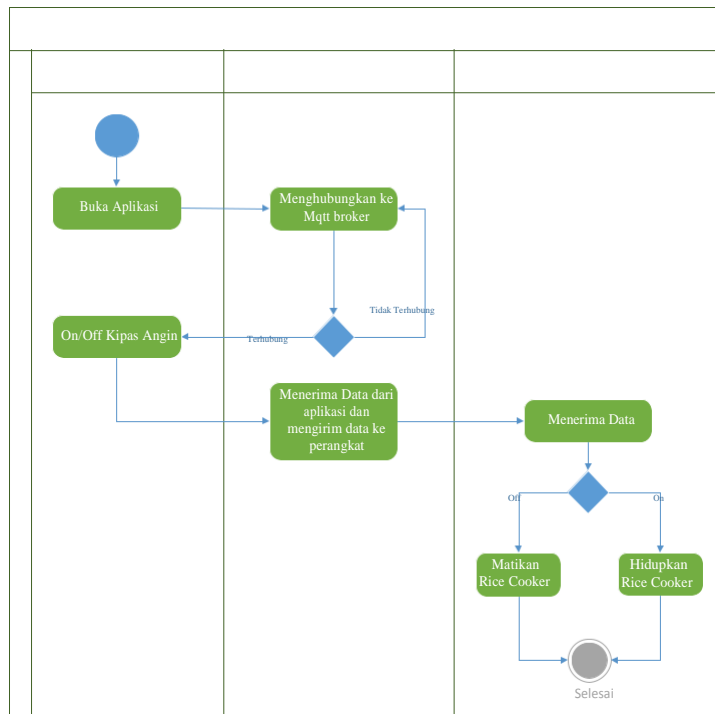 Buka Aplikasi
Menghubungkan ke
Mqtt broker
Tidak Terhubung
On/Off Kipas Angin
Terhubung
Menerima Data dari
aplikasi dan
mengirim data ke
perangkat
Menerima Data
Off
On
Matikan
Rice Cooker
Hidupkan
Rice Cooker
Selesai